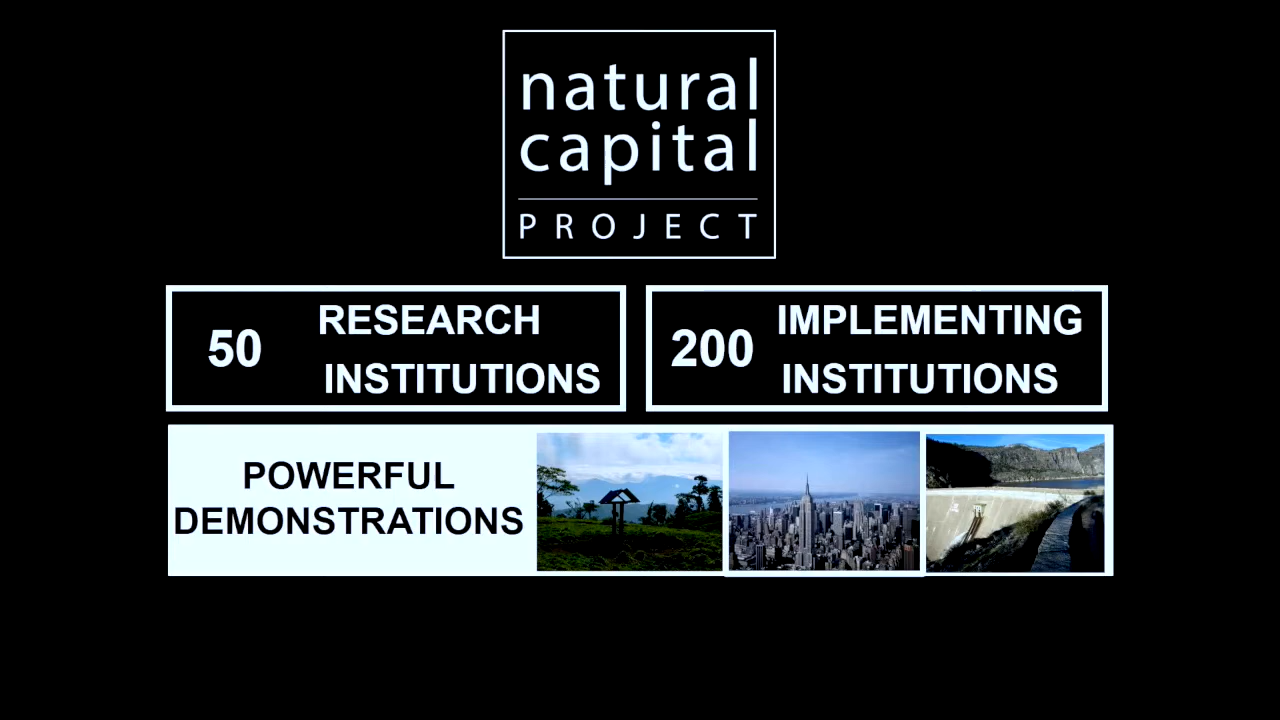 natural
capital
PROJECT
50 RESEARCH
INSTITUTIONS
200 IMPLEMENTING
INSTITUTIONS
POWERFUL
DEMONSTRATIONS